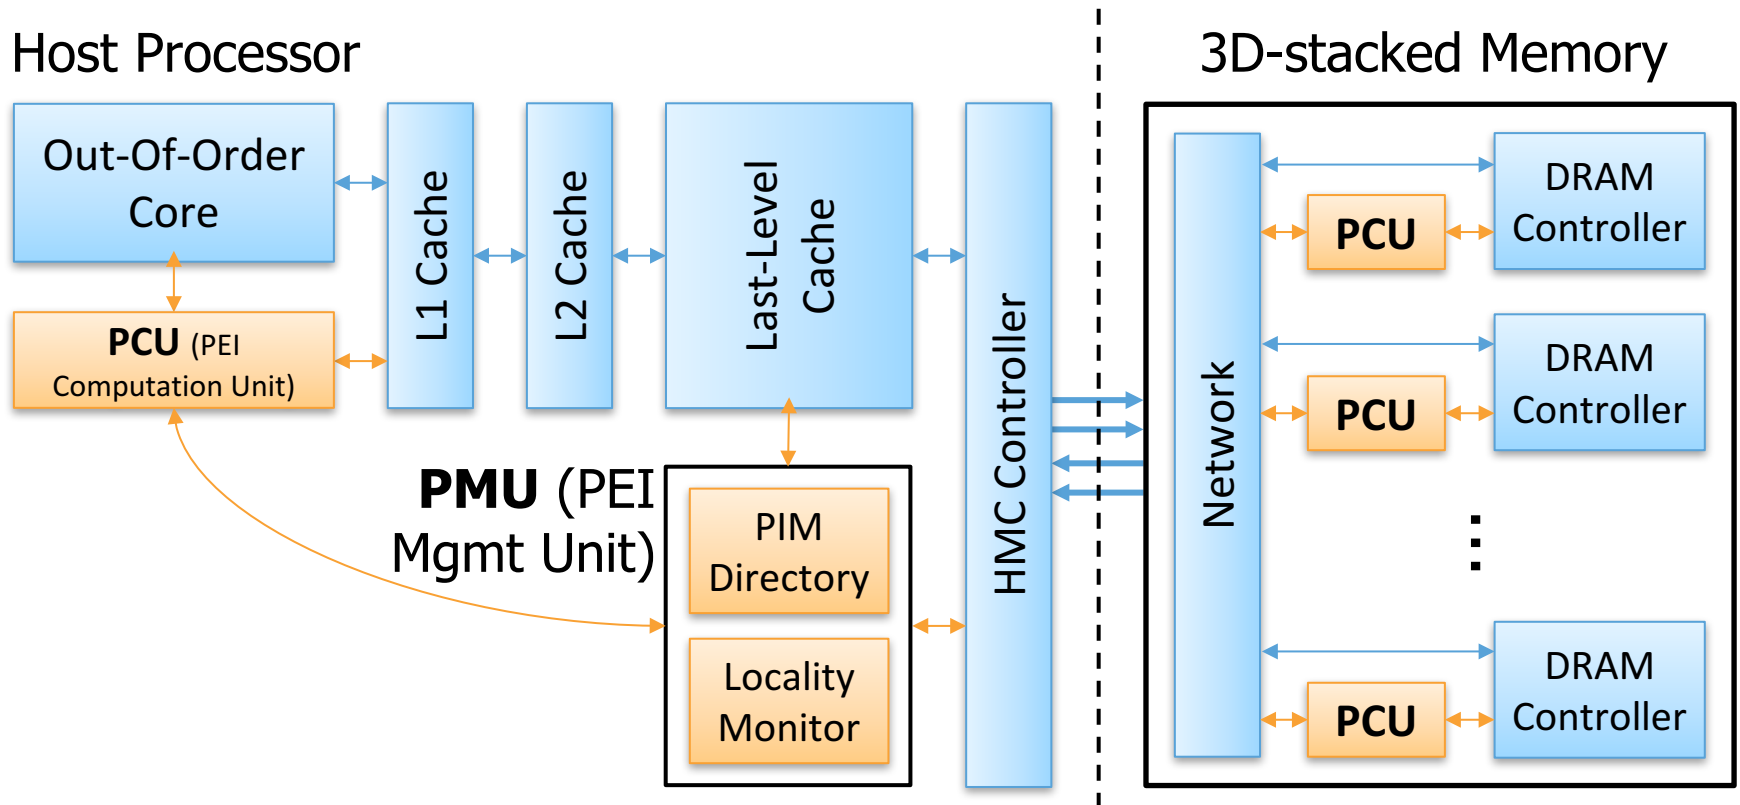 Host Processor
3D-stacked Memory
Out-Of-Order
Core
PCU (PEI
Computation Unit)
L1 Cache
L2 Cache
Last-Level
Cache
HMC Controller
PMU (PEI
Mgmt Unit)
PIM
Directory
Locality
Monitor
Network
DRAM
Controller
PCU
DRAM
Controller
PCU
...
DRAM
Controller
PCU